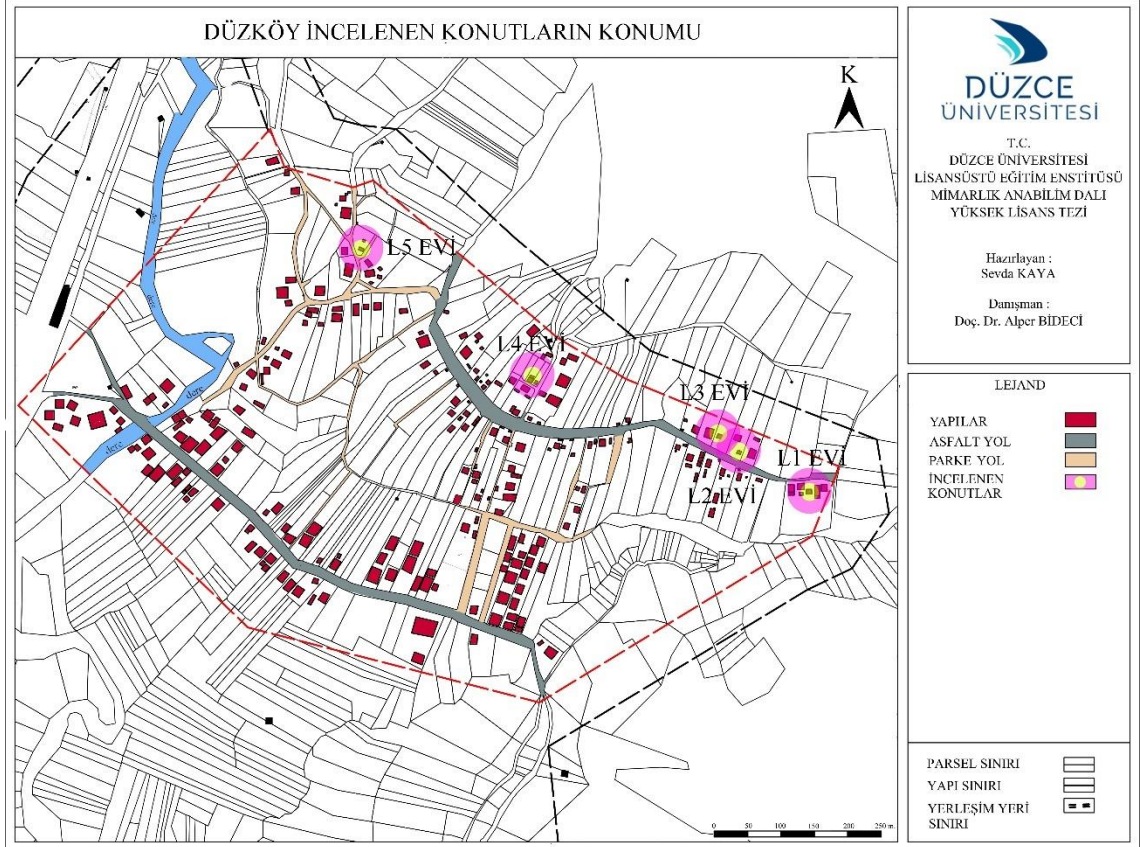 DÜZKÖY İNCELENEN KONUTLARIN KONUMU
K
L5 EVİ
L4 EVİ
L3 EVİ
L1 EVİ
L2 EVİ
dere
dere
dere
dere
0 50 100 150 200 250 m.
DÜZCE
ÜNİVERSİTESİ
T.C.
DÜZCE ÜNİVERSİTESİ
LİSANSÜSTÜ EĞİTİM ENSTİTÜSÜ
MİMARLIK ANABİLİM DALI
YÜKSEK LİSANS TEZİ
Hazırlayan :
Sevda KAYA
Danışman :
Doç. Dr. Alper BİDECİ
LEJAND
YAPILAR
ASFALT YOL
PARKE YOL
İNCELENEN
KONUTLAR
PARSEL SINIRI
YAPI SINIRI
YERLEŞİM YERİ
SINIRI